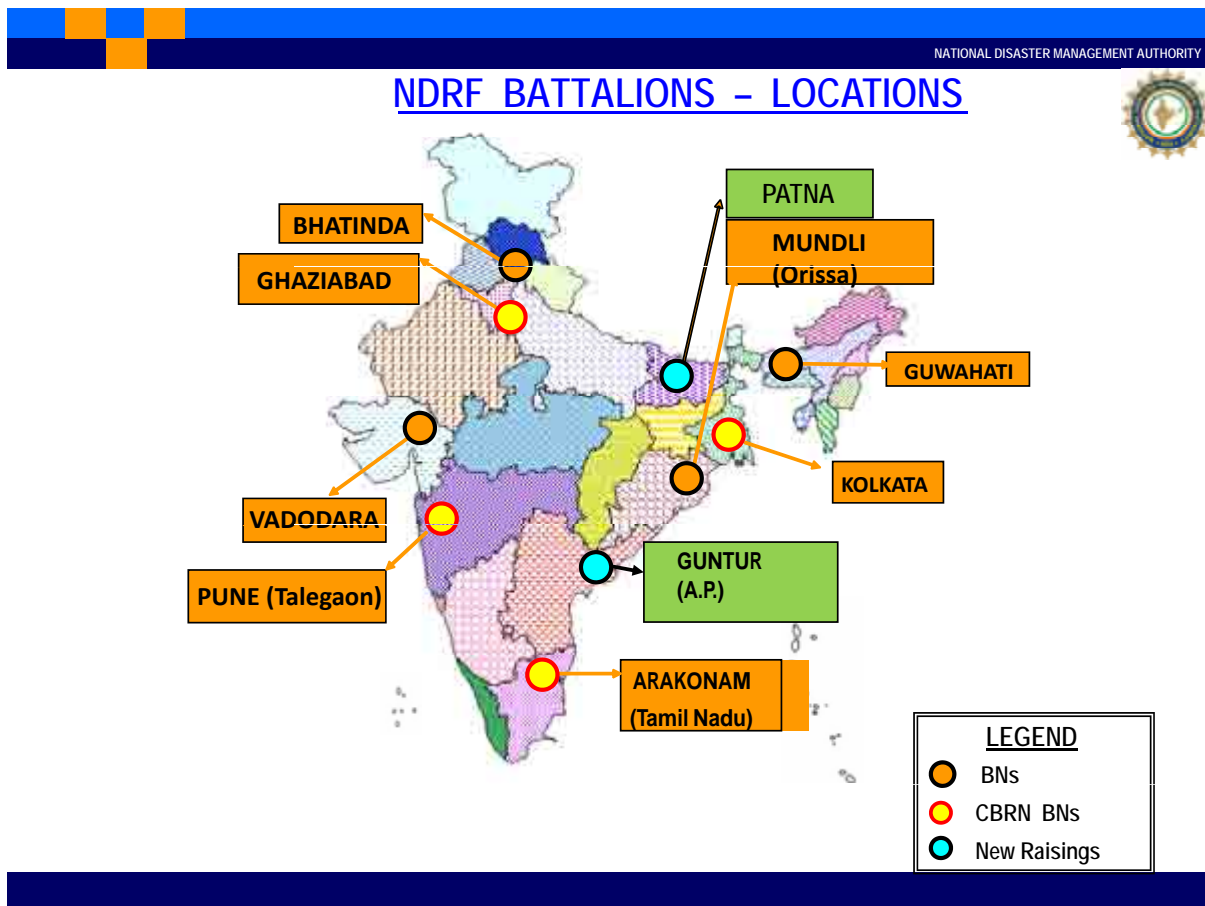 NATIONAL DISASTER MANAGEMENT AUTHORITY
NDRF BATTALIONS – LOCATIONS
PATNA
BHATINDA
MUNDLI
(Orissa)
GHAZIABAD
GUWAHATI
KOLKATA
VADODARA
GUNTUR
(A.P.)
PUNE (Talegaon)
ARAKONAM
(Tamil Nadu)
LEGEND
BNs
CBRN BNs
New Raisings